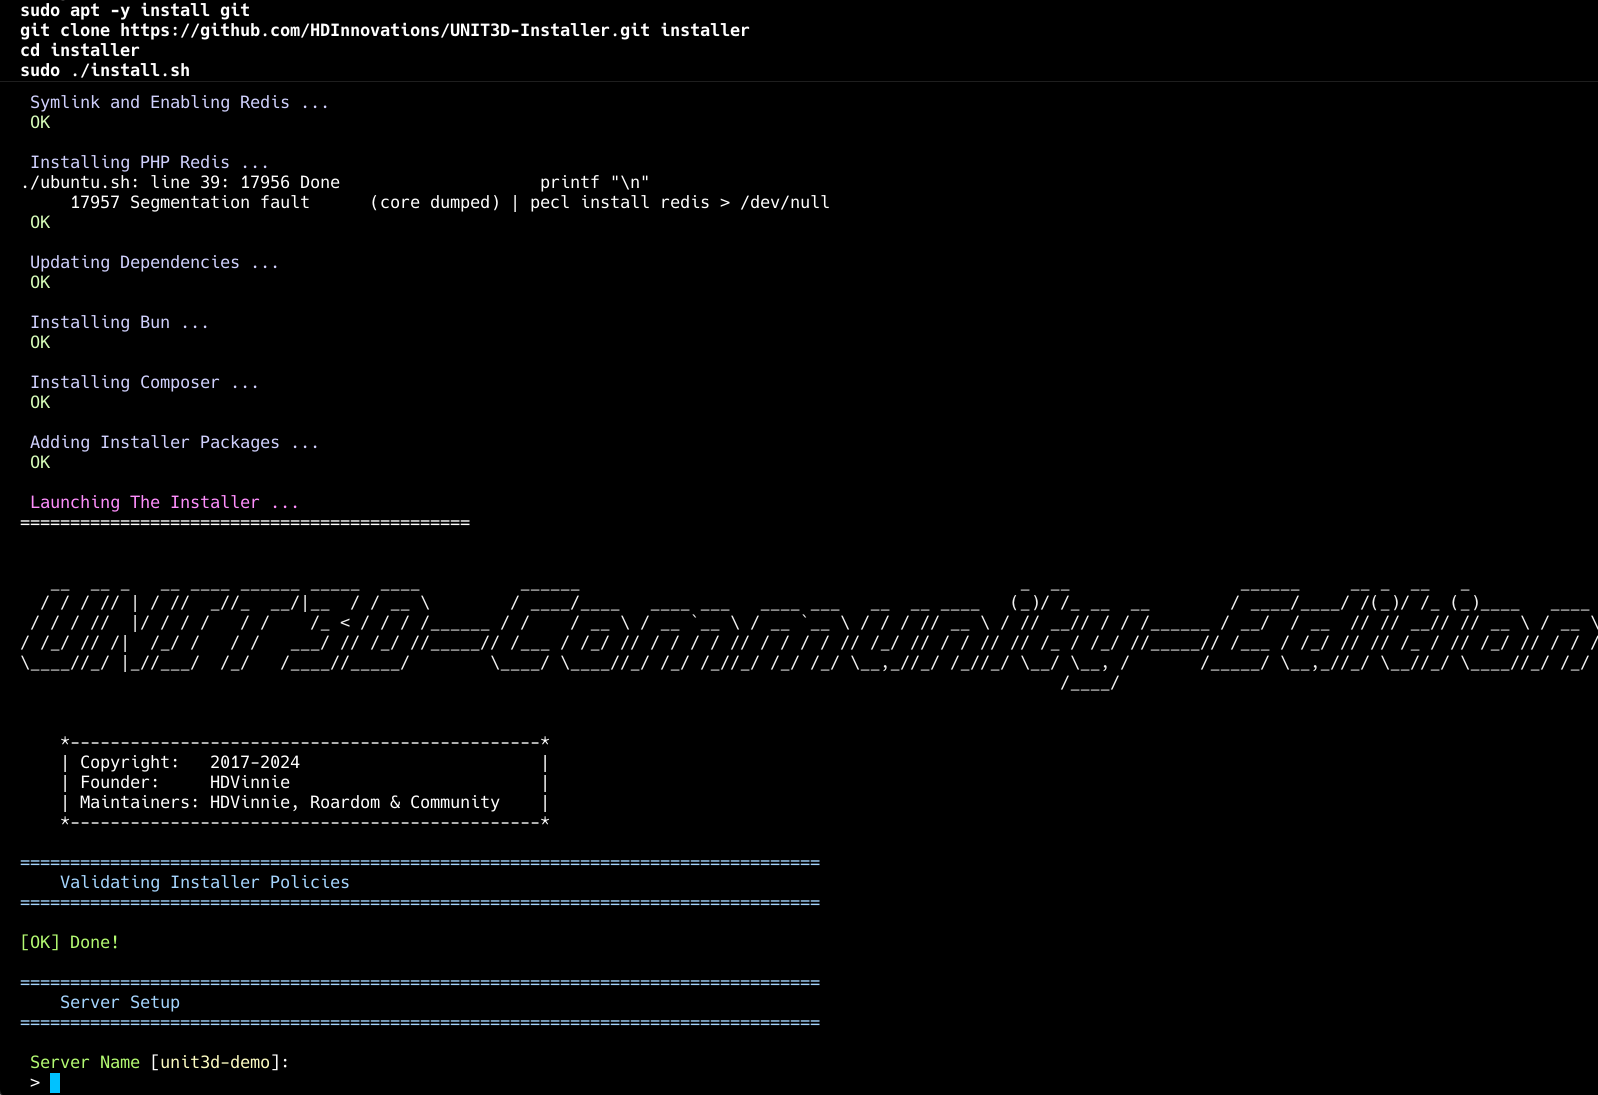 sudo apt -y install git
git clone https://github.com/HDInnovations/UNIT3D-Installer.git installer
cd installer
sudo ./install.sh
Symlink and Enabling Redis ...
OK
Installing PHP Redis ...
./ubuntu.sh: line 39: 17956 Done                    printf "\n"
     17957 Segmentation fault      (core dumped) | pecl install redis > /dev/null
OK
Updating Dependencies ...
OK
Installing Bun ...
OK
Installing Composer ...
OK
Adding Installer Packages ...
OK
Launching The Installer ...
=============================================
UNIT3D-Community-Edition
*-----------------------------------------------*
| Copyright:   2017-2024                        |
| Founder:     HDVinnie                         |
| Maintainers: HDVinnie, Roardom & Community    |
*-----------------------------------------------*
================================================================================
Validating Installer Policies
================================================================================
[OK] Done!
================================================================================
Server Setup
================================================================================
Server Name [unit3d-demo]:
>